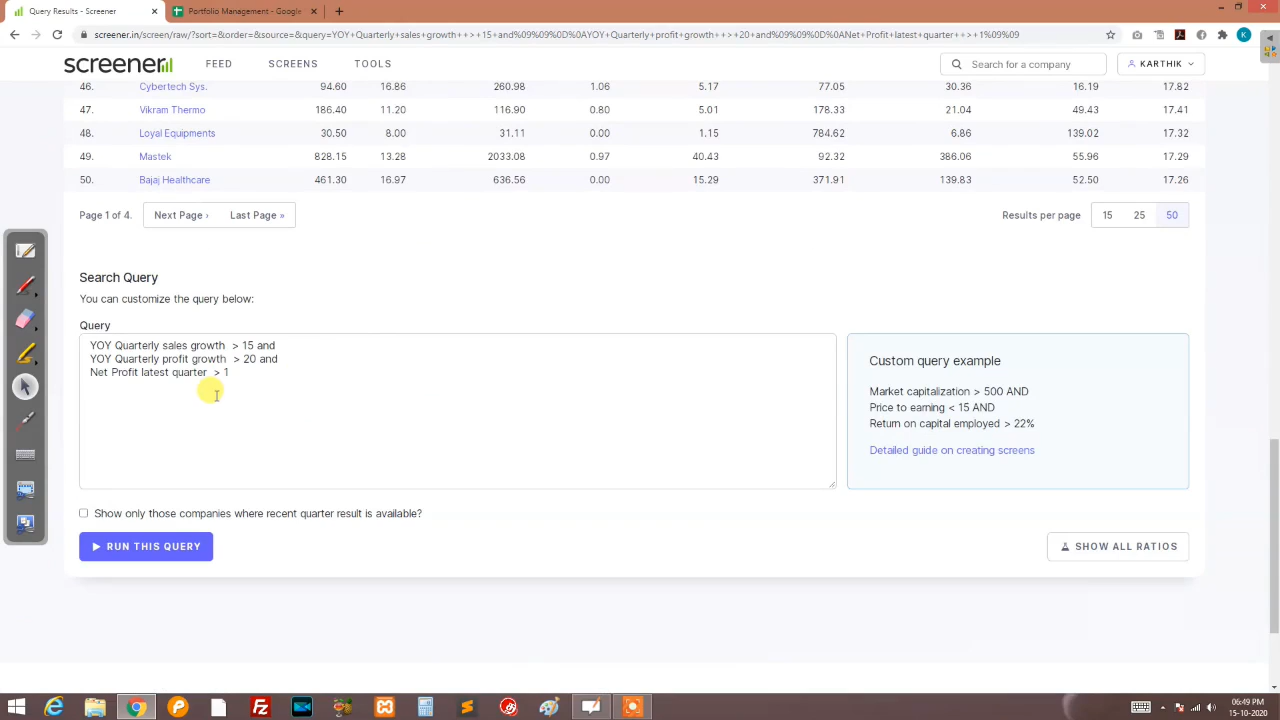 Query Results - Screener
Portfolio Management - Google
screener.in/screen/raw/?sort=&order=&source=&query=YOY+Quarterly+sales+growth++>+15+and%09%09%0D%0AYOY+Quarterly+profit+growth++>+20+and%09%09%0D%0ANet+Profit+latest+quarter++>+1%09%09
K
screener
FEED SCREENS TOOLS
Search for a company
KARTHIK
46. Cybertech Sys. 94.60 16.86 260.98 1.06 5.17 77.05 30.36 16.19 17.82
47. Vikram Thermo 186.40 11.20 116.90 0.80 5.01 178.33 21.04 49.43 17.41
48. Loyal Equipments 30.50 8.00 31.11 0.00 1.15 784.62 6.86 139.02 17.32
49. Mastek 828.15 13.28 2033.08 0.97 40.43 92.32 386.06 55.96 17.29
50. Bajaj Healthcare 461.30 16.97 636.56 0.00 15.29 371.91 139.83 52.50 17.26
Page 1 of 4. Next Page › Last Page » Results per page 15 25 50
Search Query
You can customize the query below:
Query
YOY Quarterly sales growth > 15 and
YOY Quarterly profit growth > 20 and
Net Profit latest quarter > 1
Custom query example
Market capitalization > 500 AND
Price to earning < 15 AND
Return on capital employed > 22%
Detailed guide on creating screens
Show only those companies where recent quarter result is available?
RUN THIS QUERY
SHOW ALL RATIOS
06:49 PM
15-10-2020